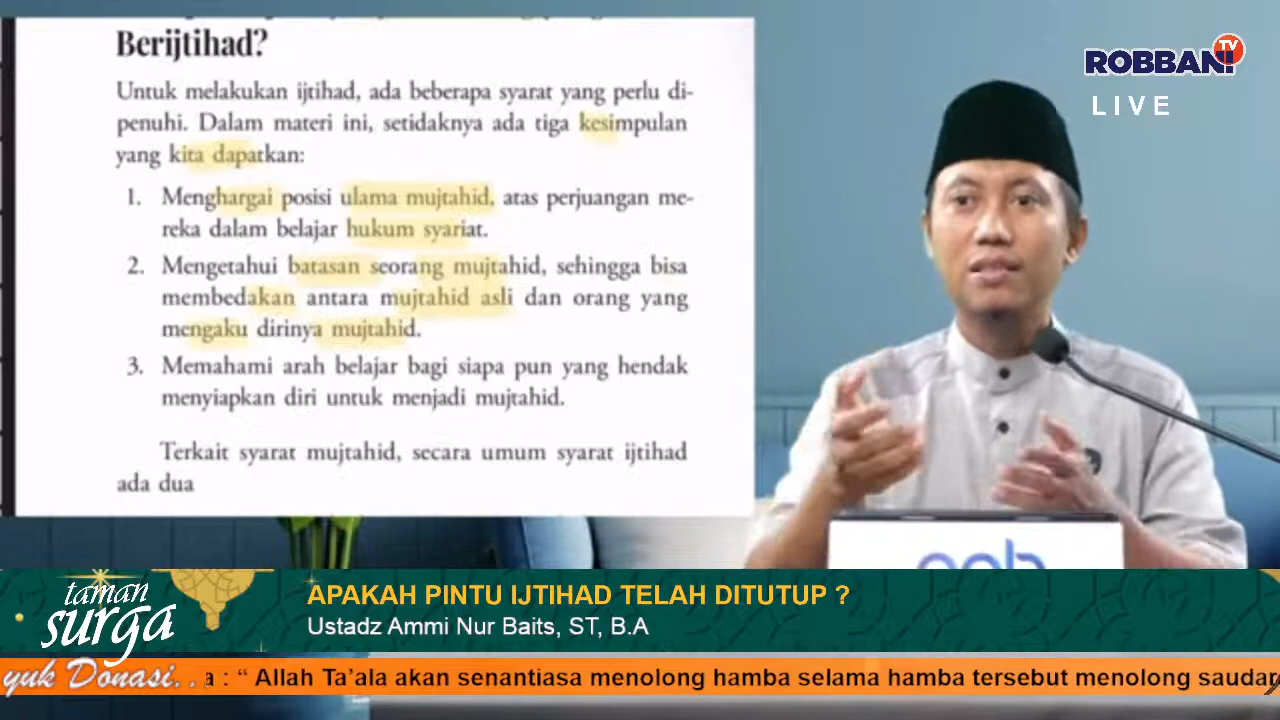 Berijtihad?
Untuk melakukan ijtihad, ada beberapa syarat yang perlu di-
penuhi. Dalam materi ini, setidaknya ada tiga kesimpulan
yang kita dapatkan:
1. Menghargai posisi ulama mujtahid, atas perjuangan me-
reka dalam belajar hukum syariat.
2. Mengetahui batasan seorang mujtahid, sehingga bisa
membedakan antara mujtahid asli dan orang yang
mengaku dirinya mujtahid.
3. Memahami arah belajar bagi siapa pun yang hendak
menyiapkan diri untuk menjadi mujtahid.
Terkait syarat mujtahid, secara umum syarat ijtihad
ada dua
ROBBANI TV
LIVE
taman
surga
APAKAH PINTU IJTIHAD TELAH DITUTUP ?
Ustadz Ammi Nur Baits, ST, B.A
yuk Donasi..
a : “ Allah Ta’ala akan senantiasa menolong hamba selama hamba tersebut menolong saudar